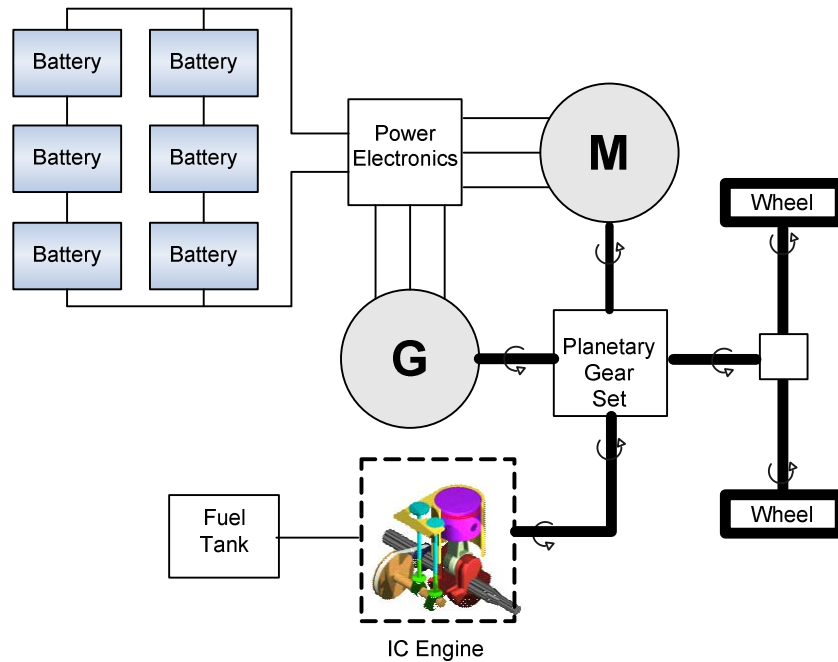 Battery
Battery
Battery
Battery
Battery
Battery
Power
Electronics
M
Wheel
G
Planetary
Gear
Set
Fuel
Tank
Wheel
IC Engine